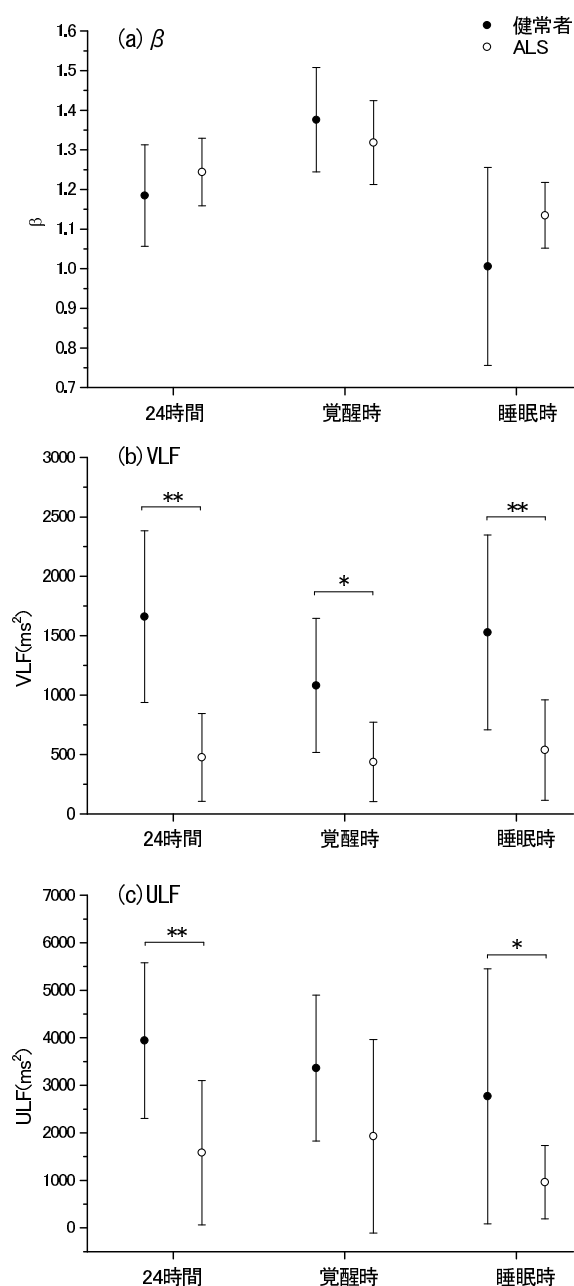 (a) β
● 健常者
○ ALS
1.6
1.5
1.4
1.3
1.2
1.1
1.0
0.9
0.8
0.7
β
24時間
覚醒時
睡眠時
(b) VLF
3000
2500
2000
1500
1000
500
0
VLF(ms²)
**
*
**
24時間
覚醒時
睡眠時
(c) ULF
7000
6000
5000
4000
3000
2000
1000
0
ULF(ms²)
**
*
24時間
覚醒時
睡眠時